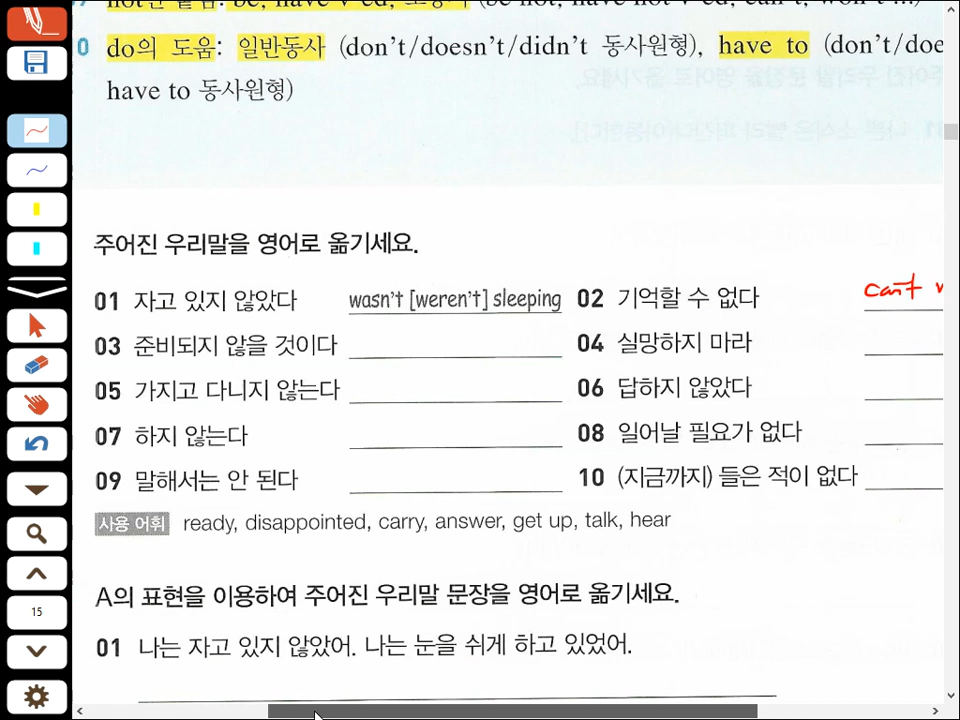 do의 도움: 일반동사 (don't/doesn't/didn't 동사원형), have to (don't/doe
have to 동사원형)
주어진 우리말을 영어로 옮기세요.
01 자고 있지 않았다 wasn't [weren't] sleeping 02 기억할 수 없다 can't
03 준비되지 않을 것이다 04 실망하지 마라
05 가지고 다니지 않는다 06 답하지 않았다
07 하지 않는다 08 일어날 필요가 없다
09 말해서는 안 된다 10 (지금까지) 들은 적이 없다
사용 어휘 ready, disappointed, carry, answer, get up, talk, hear
A의 표현을 이용하여 주어진 우리말 문장을 영어로 옮기세요.
01 나는 자고 있지 않았어. 나는 눈을 쉬게 하고 있었어.
15